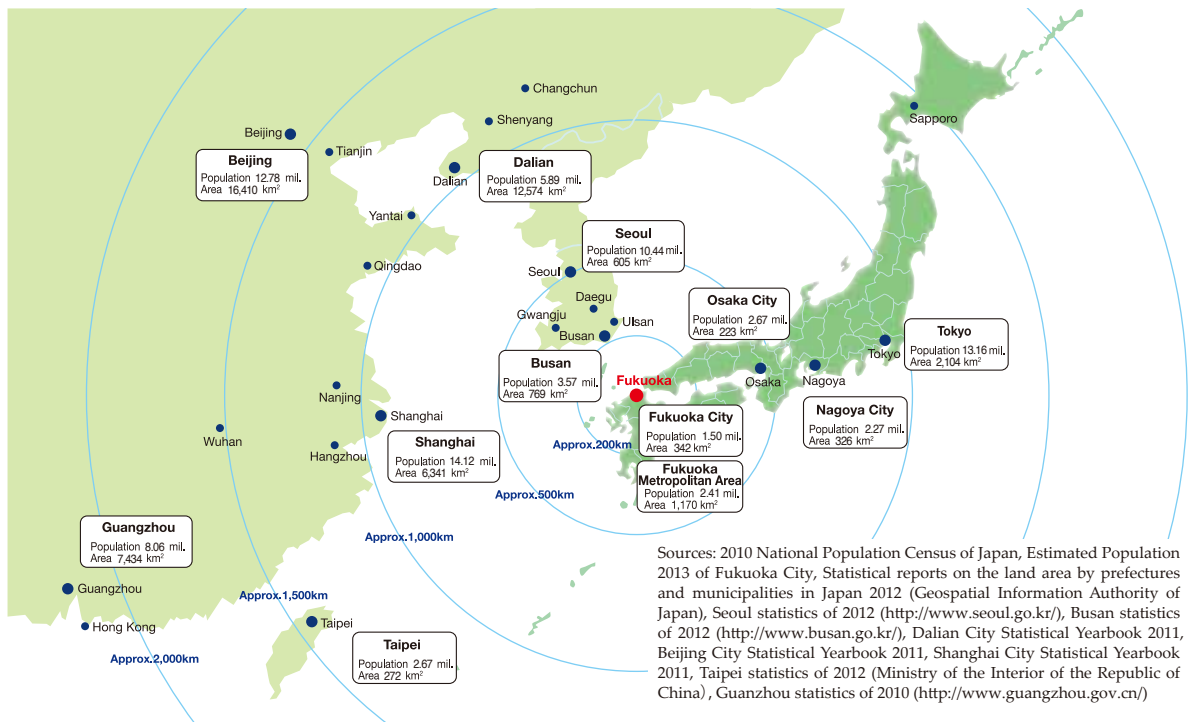 Changchun
Shenyang
Sapporo
Beijing
Tianjin
Beijing
Population 12.78 mil.
Area 16,410 km²
Dalian
Dalian
Population 5.89 mil.
Area 12,574 km²
Yantai
Seoul
Population 10.44 mil.
Area 605 km²
Qingdao
Seoul
Daegu
Gwangju
Ulsan
Busan
Osaka City
Population 2.67 mil.
Area 223 km²
Tokyo
Population 13.16 mil.
Area 2,104 km²
Tokyo
Busan
Population 3.57 mil.
Area 769 km²
Fukuoka
Osaka
Nagoya
Nanjing
Shanghai
Wuhan
Hangzhou
Shanghai
Population 14.12 mil.
Area 6,341 km²
Approx.200km
Fukuoka City
Population 1.50 mil.
Area 342 km²
Nagoya City
Population 2.27 mil.
Area 326 km²
Fukuoka
Metropolitan Area
Population 2.41 mil.
Area 1,170 km²
Approx.500km
Approx.1,000km
Guangzhou
Population 8.06 mil.
Area 7,434 km²
Guangzhou
Hong Kong
Approx.1,500km
Approx.2,000km
Taipei
Taipei
Population 2.67 mil.
Area 272 km²
Sources: 2010 National Population Census of Japan, Estimated Population
2013 of Fukuoka City, Statistical reports on the land area by prefectures
and municipalities in Japan 2012 (Geospatial Information Authority of
Japan), Seoul statistics of 2012 (http://www.seoul.go.kr/), Busan statistics
of 2012 (http://www.busan.go.kr/), Dalian City Statistical Yearbook 2011,
Beijing City Statistical Yearbook 2011, Shanghai City Statistical Yearbook
2011, Taipei statistics of 2012 (Ministry of the Interior of the Republic of
China), Guanzhou statistics of 2010 (http://www.guangzhou.gov.cn/)